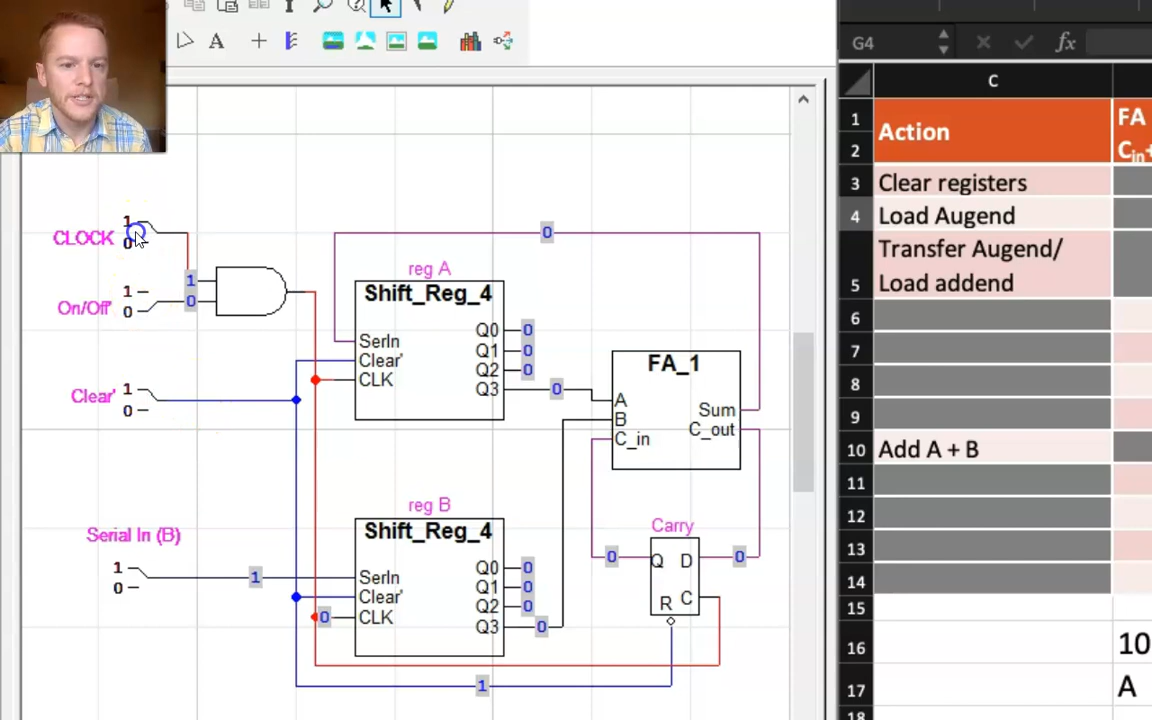 A
CLOCK
1
0
1
0
On/Off'
1
0
Clear'
1
0
Serial In (B)
1
0
1
0
reg A
Shift_Reg_4
SerIn
Clear'
CLK
Q0
Q1
Q2
Q3
0
0
0
0
0
FA_1
A
B
C_in
Sum
C_out
reg B
Shift_Reg_4
SerIn
Clear'
CLK
0
Q0
Q1
Q2
Q3
0
0
0
0
Carry
0
Q
D
R
C
0
1
G4
fx
C
1
2
3
4
5
6
7
8
9
10
11
12
13
14
15
16
17
18
Action
FA
Cin+
Clear registers
Load Augend
Transfer Augend/
Load addend
Add A + B
10
A